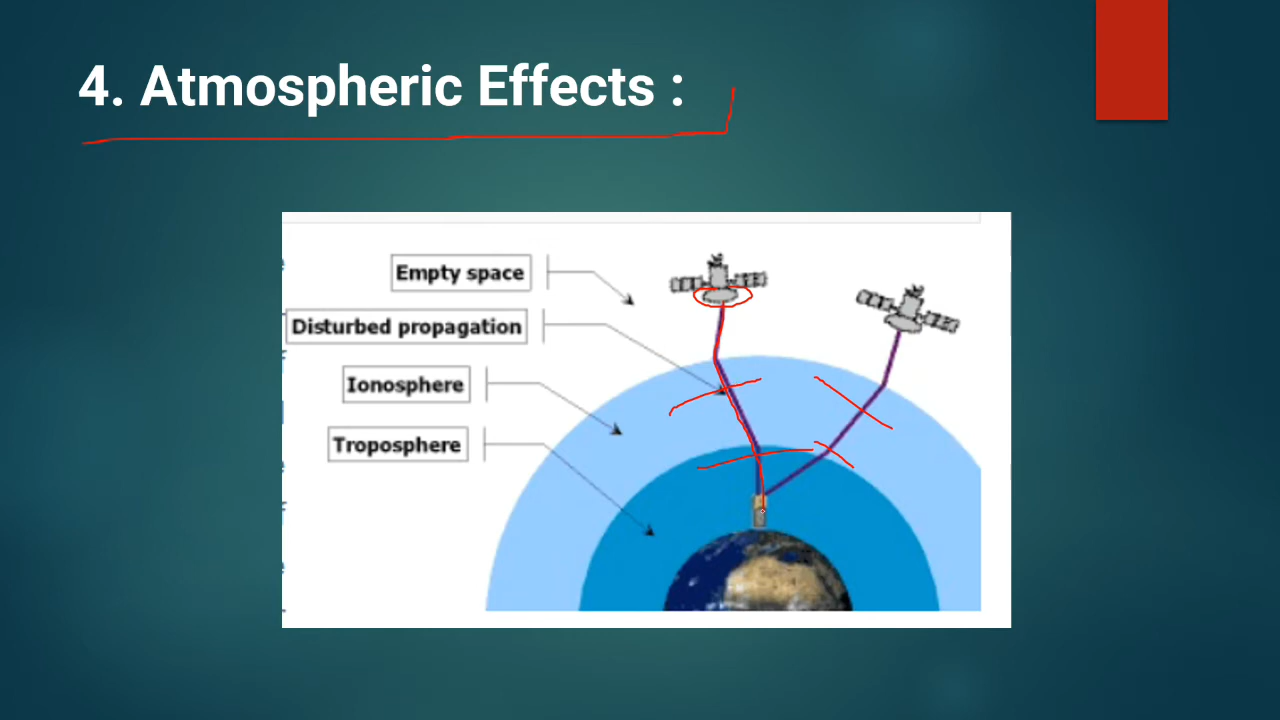 4. Atmospheric Effects :
Empty space
Disturbed propagation
Ionosphere
Troposphere